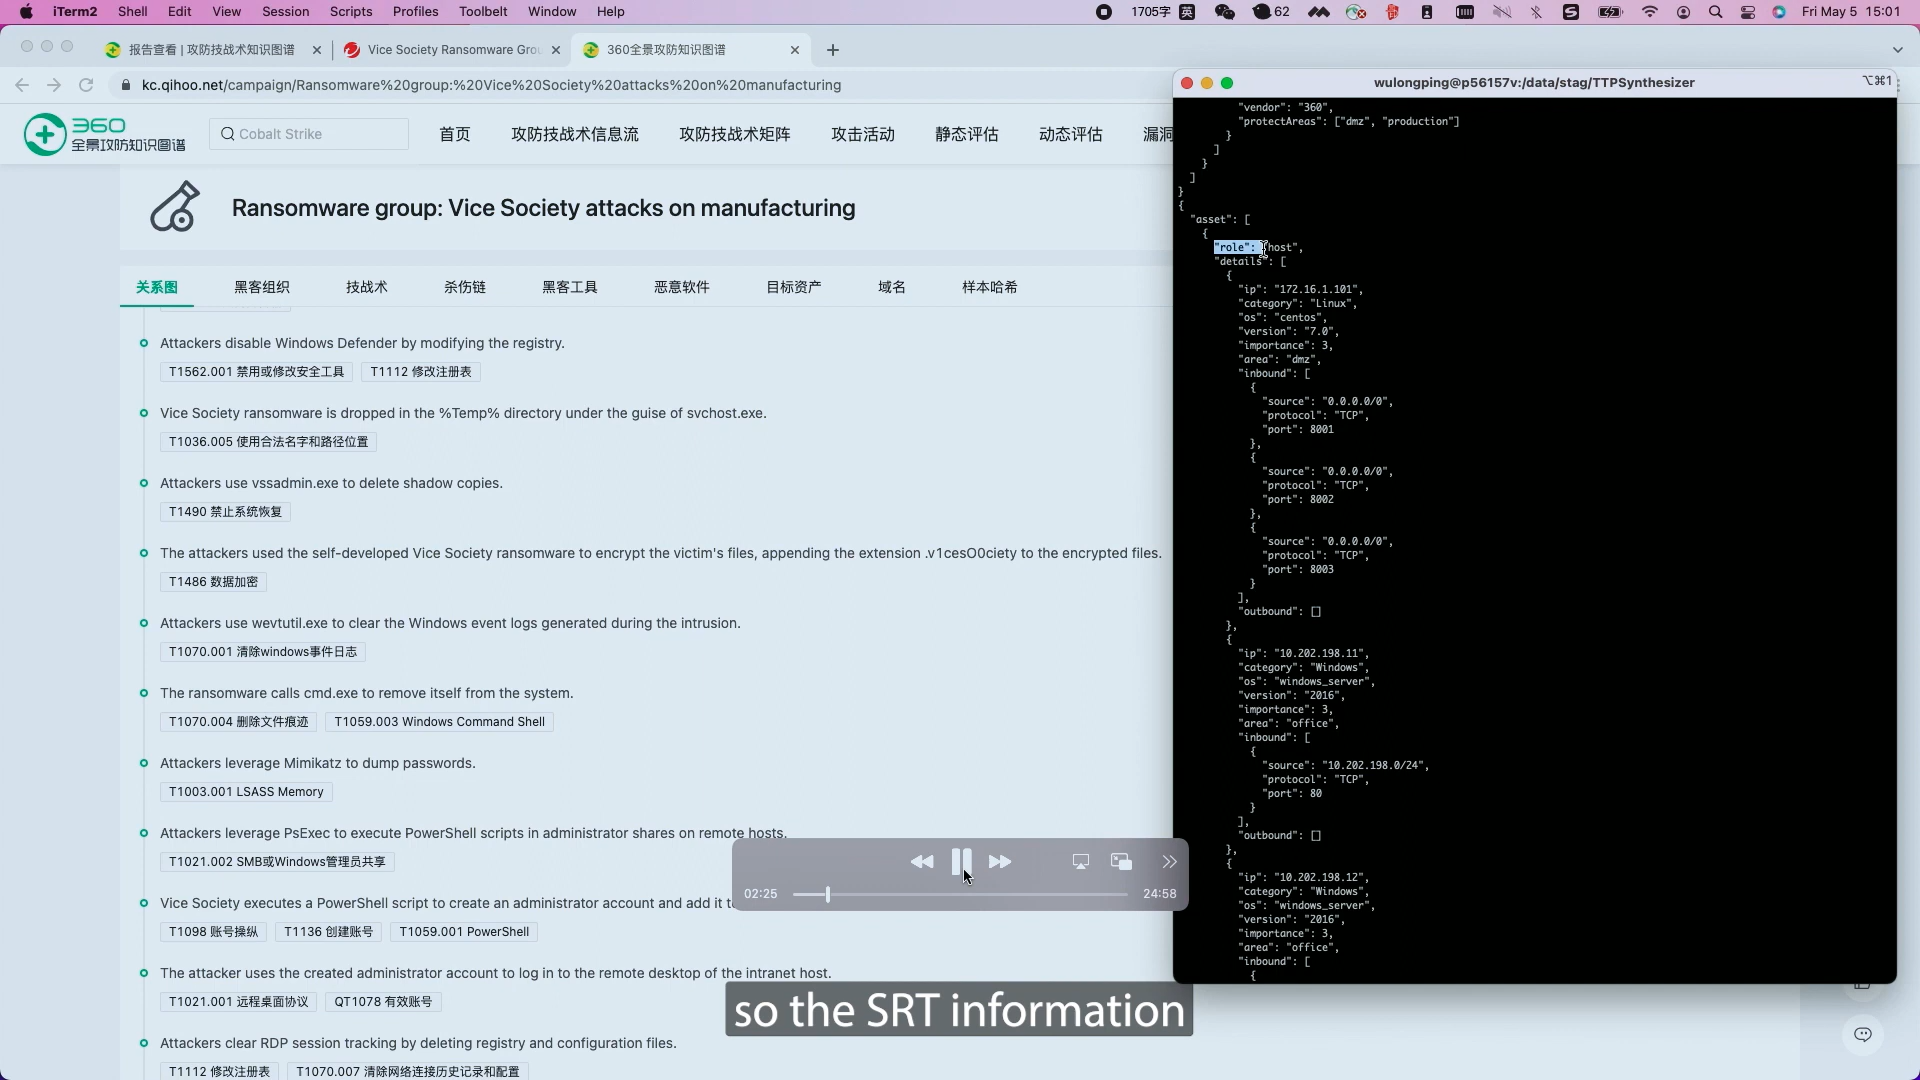 iTerm2 Shell Edit View Session Scripts Profiles Toolbelt Window Help 1705字 英 62 Fri May 5 15:01
报告查看 | 攻防技战术知识图谱
Vice Society Ransomware Grou
360全景攻防知识图谱
kc.qihoo.net/campaign/Ransomware%20group:%20Vice%20Society%20attacks%20on%20manufacturing
360
全景攻防知识图谱
Cobalt Strike
首页 攻防技战术信息流 攻防技战术矩阵 攻击活动 静态评估 动态评估 漏洞
Ransomware group: Vice Society attacks on manufacturing
关系图 黑客组织 技战术 杀伤链 黑客工具 恶意软件 目标资产 域名 样本哈希
Attackers disable Windows Defender by modifying the registry.
T1562.001 禁用或修改安全工具 T1112 修改注册表
Vice Society ransomware is dropped in the %Temp% directory under the guise of svchost.exe.
T1036.005 使用合法名字和路径位置
Attackers use vssadmin.exe to delete shadow copies.
T1490 禁止系统恢复
The attackers used the self-developed Vice Society ransomware to encrypt the victim's files, appending the extension .v1cesO0ciety to the encrypted files.
T1486 数据加密
Attackers use wevtutil.exe to clear the Windows event logs generated during the intrusion.
T1070.001 清除windows事件日志
The ransomware calls cmd.exe to remove itself from the system.
T1070.004 删除文件痕迹 T1059.003 Windows Command Shell
Attackers leverage Mimikatz to dump passwords.
T1003.001 LSASS Memory
Attackers leverage PsExec to execute PowerShell scripts in administrator shares on remote hosts.
T1021.002 SMB或Windows管理员共享
Vice Society executes a PowerShell script to create an administrator account and add it to
T1098 账号操纵 T1136 创建账号 T1059.001 PowerShell
The attacker uses the created administrator account to log in to the remote desktop of the intranet host.
T1021.001 远程桌面协议 QT1078 有效账号
Attackers clear RDP session tracking by deleting registry and configuration files.
T1112 修改注册表 T1070.007 清除网络连接历史记录和配置
wulongping@p56157v:/data/stag/TTPSynthesizer ⌥⌘1
"vendor": "360",
"protectAreas": ["dmz", "production"]
}
]
}
]
}
{
"asset": [
{
"role": "host",
"details": [
{
"ip": "172.16.1.101",
"category": "Linux",
"os": "centos",
"version": "7.0",
"importance": 3,
"area": "dmz",
"inbound": [
{
"source": "0.0.0.0/0",
"protocol": "TCP",
"port": 8001
},
{
"source": "0.0.0.0/0",
"protocol": "TCP",
"port": 8002
},
{
"source": "0.0.0.0/0",
"protocol": "TCP",
"port": 8003
}
],
"outbound": []
},
{
"ip": "10.202.198.11",
"category": "Windows",
"os": "windows_server",
"version": "2016",
"importance": 3,
"area": "office",
"inbound": [
{
"source": "10.202.198.0/24",
"protocol": "TCP",
"port": 80
}
],
"outbound": []
},
{
"ip": "10.202.198.12",
"category": "Windows",
"os": "windows_server",
"version": "2016",
"importance": 3,
"area": "office",
"inbound": [
{
02:25 24:58
so the SRT information